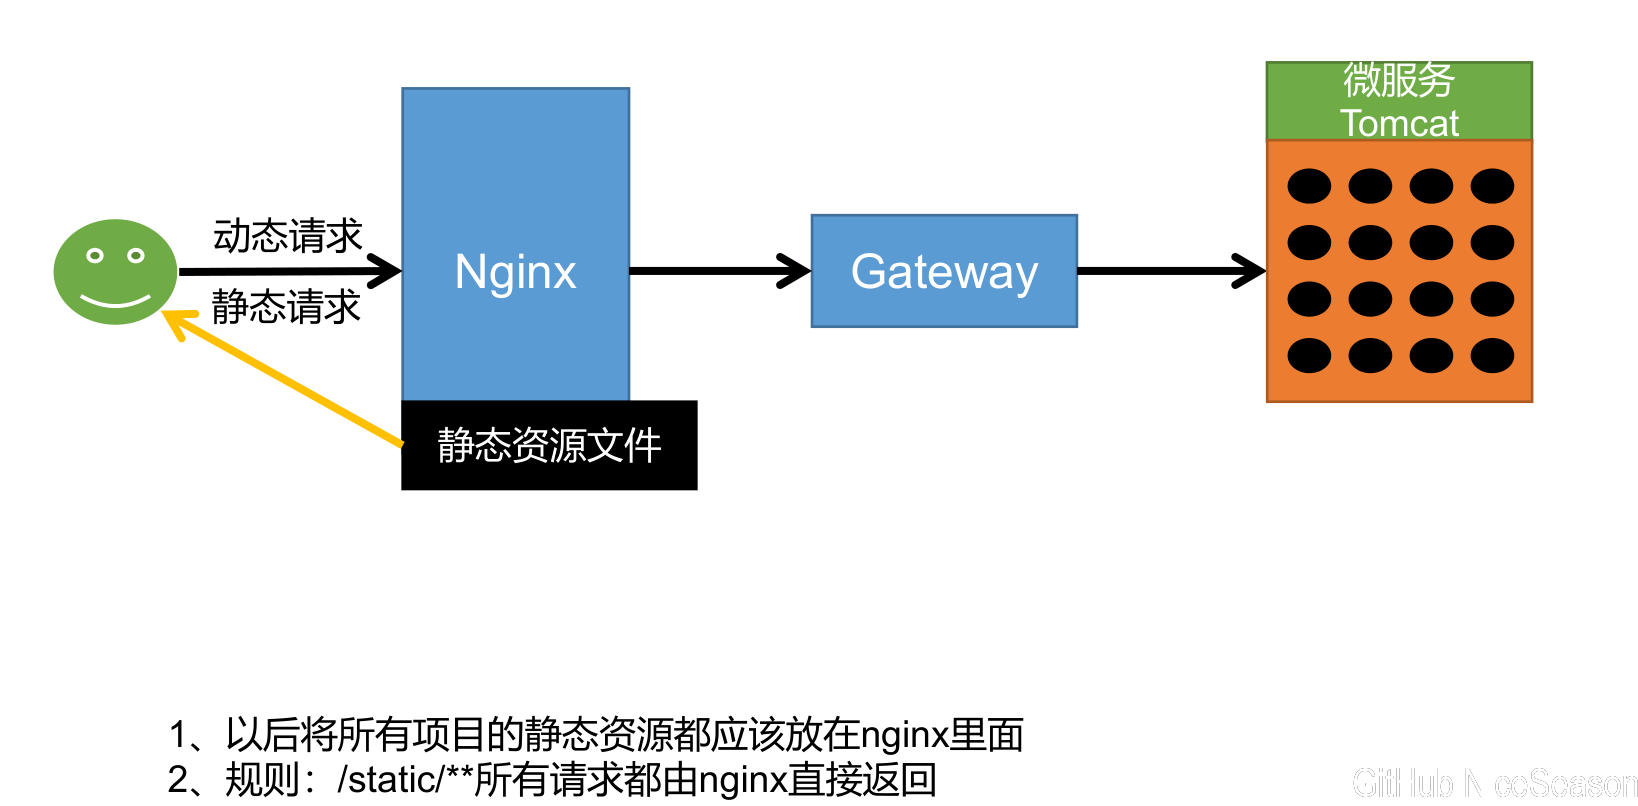 微服务
Tomcat
动态请求
静态请求
Nginx
Gateway
静态资源文件
1、以后将所有项目的静态资源都应该放在nginx里面
2、规则：/static/**所有请求都由nginx直接返回
GitHub NiceSeason